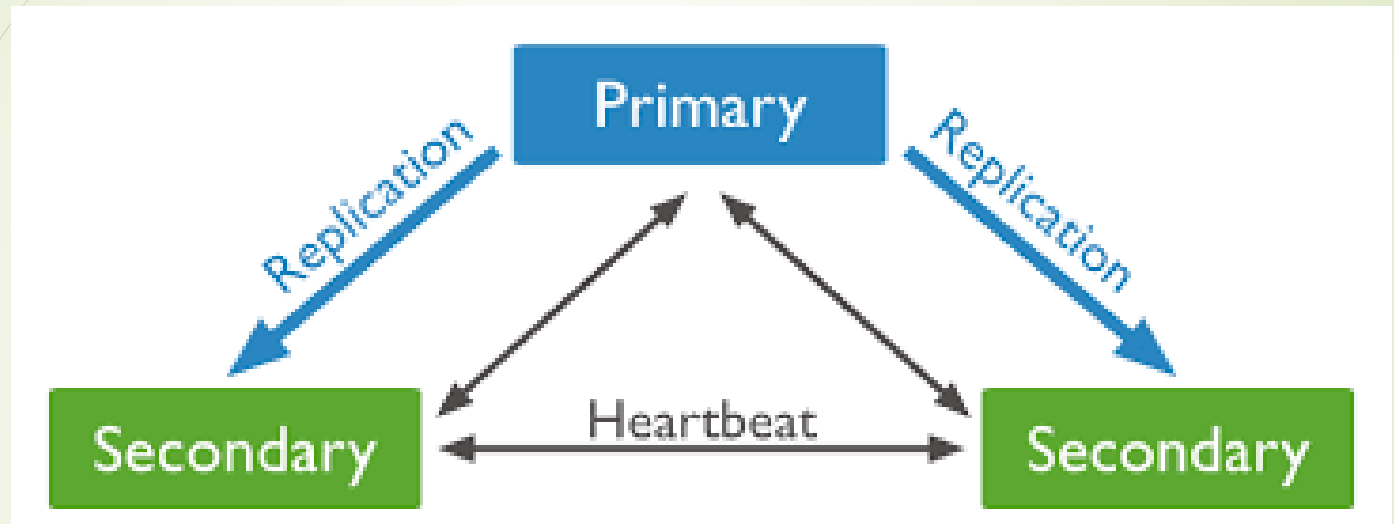 Primary
Replication
Replication
Heartbeat
Secondary
Secondary